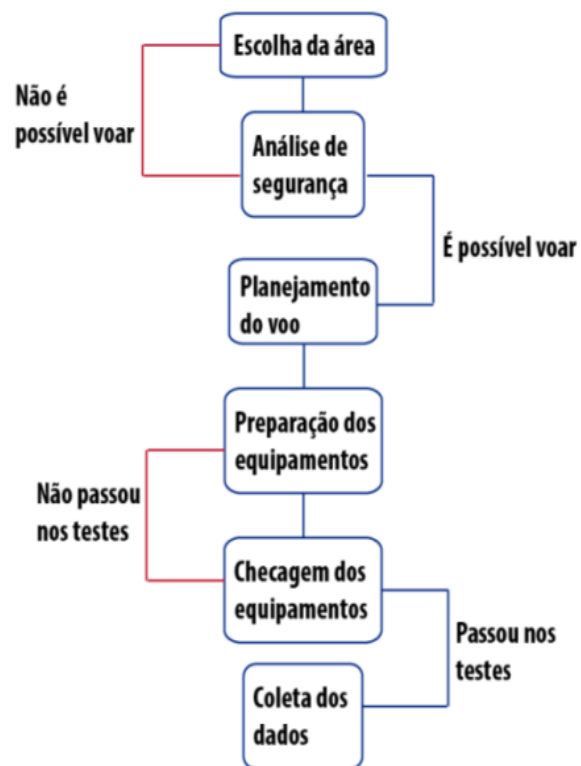 Escolha da área
Não é
possível voar
Análise de
segurança
É possível voar
Planejamento
do voo
Preparação dos
equipamentos
Não passou
nos testes
Checagem dos
equipamentos
Passou nos
testes
Coleta dos
dados